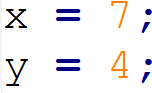 x = 7;
y = 4;